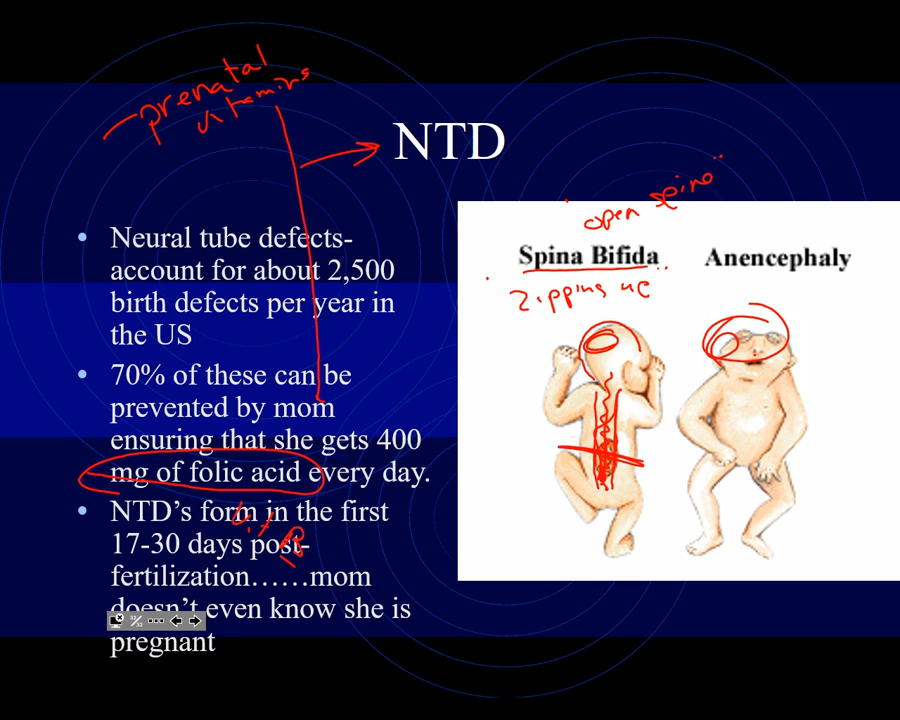 prenatal
vitamins
NTD
• Neural tube defects-
account for about 2,500
birth defects per year in
the US
• 70% of these can be
prevented by mom
ensuring that she gets 400
mg of folic acid every day.
• NTD’s form in the first
17-30 days post-
fertilization……mom
doesn’t even know she is
pregnant
vit
B
"open spine"
Spina Bifida
"zipping up"
Anencephaly